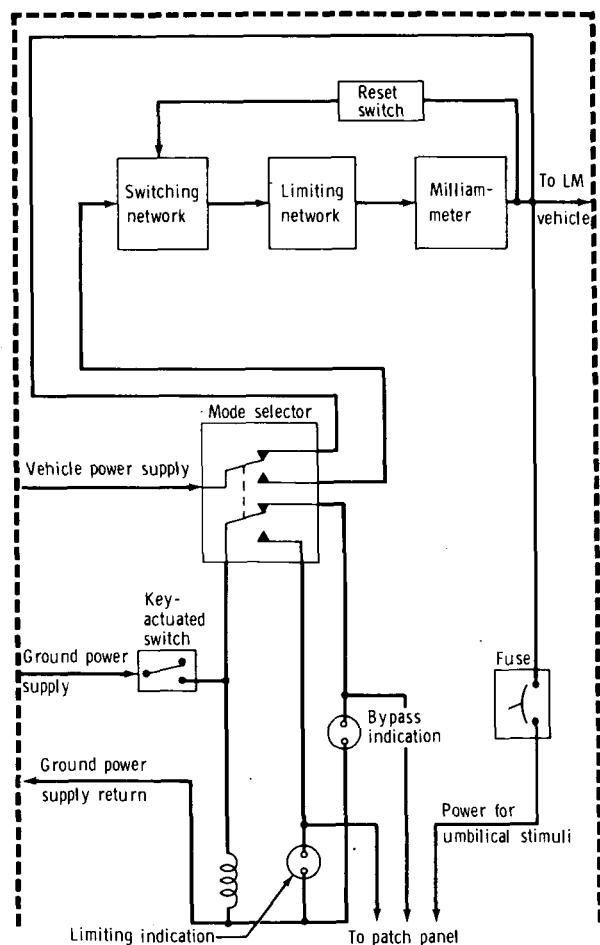 Reset
switch
Switching
network
Limiting
network
Milliam-
meter
To LM
vehicle
Mode selector
Vehicle power supply
Key-
actuated
switch
Ground power
supply
Fuse
Bypass
indication
Ground power
supply return
Power for
umbilical stimuli
Limiting indication
To patch panel